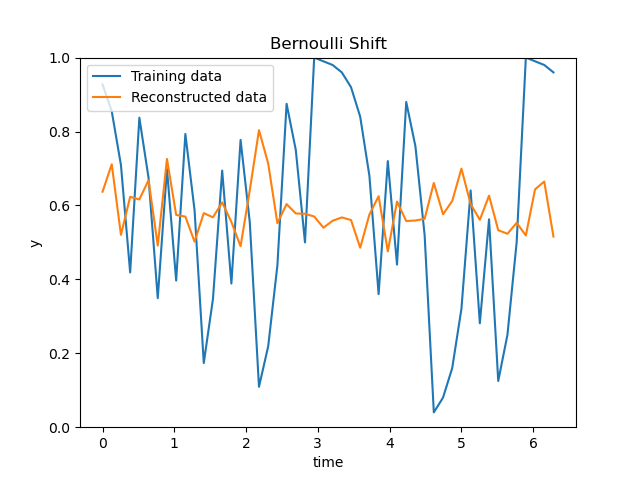 Bernoulli Shift
Training data
Reconstructed data
y
1.0
0.8
0.6
0.4
0.2
0.0
0 1 2 3 4 5 6
time